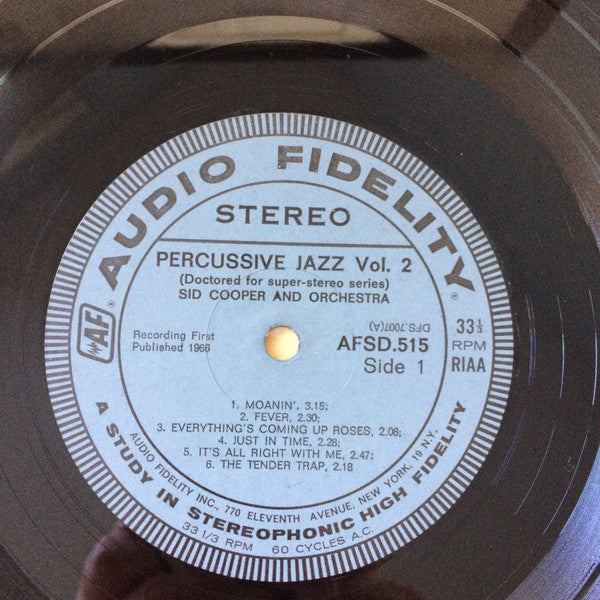 AUDIO FIDELITY®
AF
STEREO
PERCUSSIVE JAZZ Vol. 2
(Doctored for super-stereo series)
SID COOPER AND ORCHESTRA
DFS.7007(A)
Recording First
Published 1966
AFSD.515
Side 1
33⅓
RPM
RIAA
1. MOANIN', 3.15;
2. FEVER, 2.30;
3. EVERYTHING'S COMING UP ROSES, 2.08;
4. JUST IN TIME, 2.28;
5. IT'S ALL RIGHT WITH ME, 2.47;
6. THE TENDER TRAP, 2.18
AUDIO FIDELITY INC., 770 ELEVENTH AVENUE, NEW YORK, 19 N.Y.
A STUDY IN STEREOPHONIC HIGH FIDELITY
33 1/3 RPM 60 CYCLES A.C.